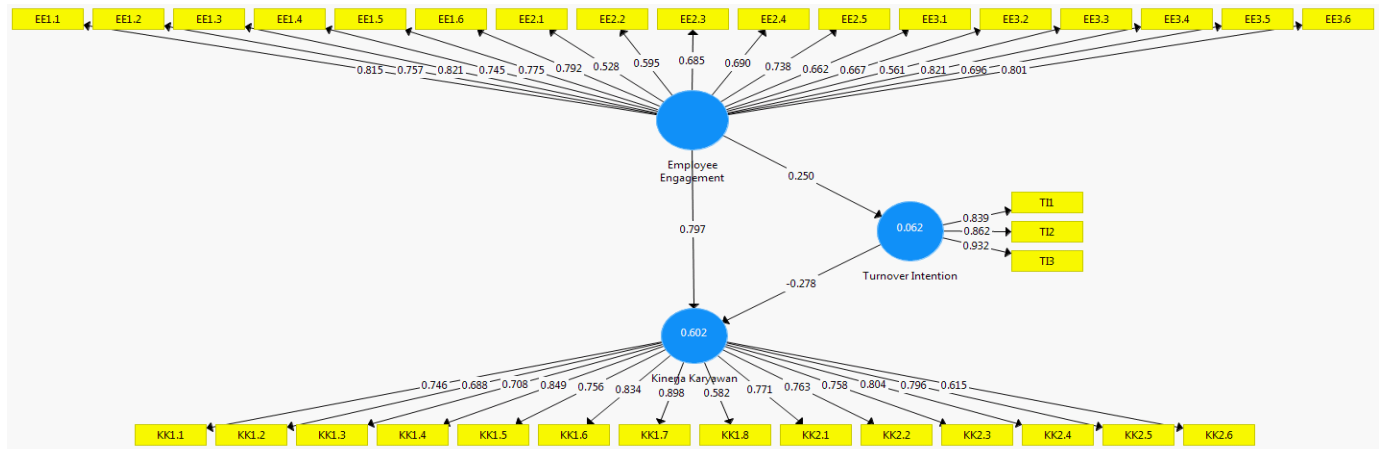 EE1.1 EE1.2 EE1.3 EE1.4 EE1.5 EE1.6 EE2.1 EE2.2 EE2.3 EE2.4 EE2.5 EE3.1 EE3.2 EE3.3 EE3.4 EE3.5 EE3.6
0.815 0.757 0.821 0.745 0.775 0.792 0.528 0.595 0.685 0.690 0.738 0.662 0.667 0.561 0.821 0.696 0.801
Employee
Engagement
0.250
0.797
0.062
Turnover Intention
0.839
0.862
0.932
TI1
TI2
TI3
-0.278
0.602
Kinerja Karyawan
0.746 0.688 0.708 0.849 0.756 0.834 0.898 0.582 0.771 0.763 0.758 0.804 0.796 0.615
KK1.1 KK1.2 KK1.3 KK1.4 KK1.5 KK1.6 KK1.7 KK1.8 KK2.1 KK2.2 KK2.3 KK2.4 KK2.5 KK2.6